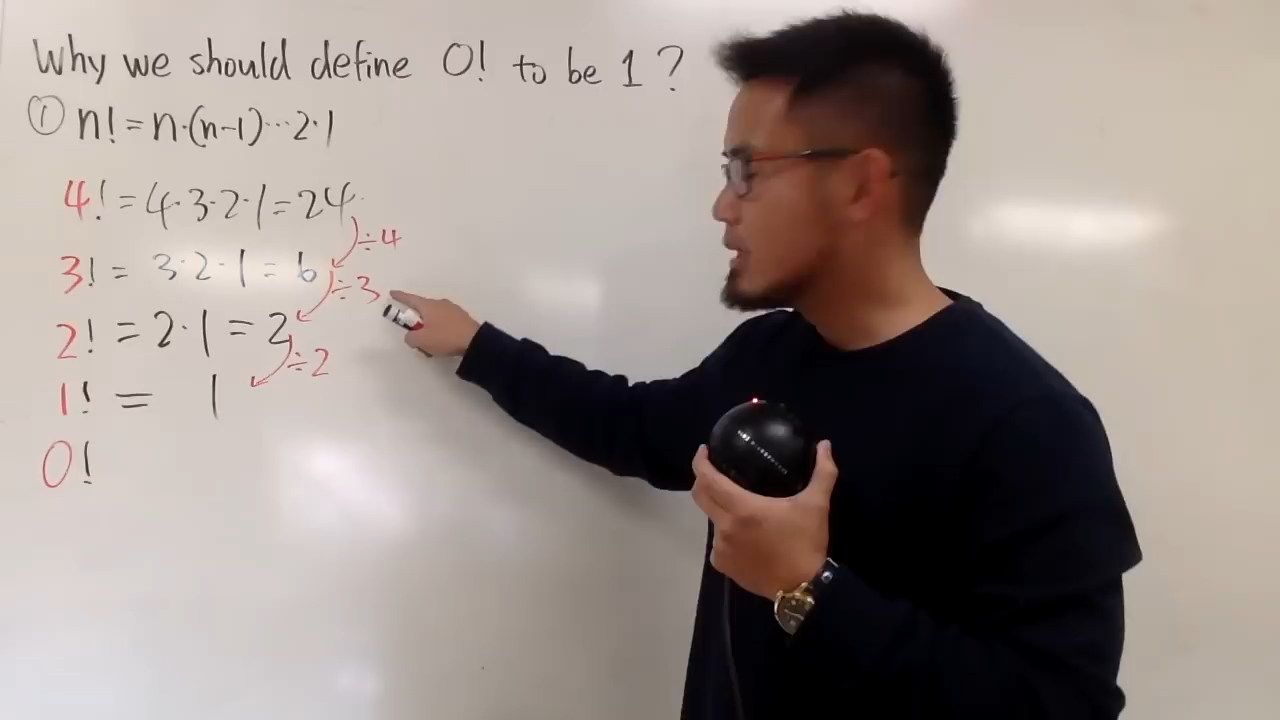 Why we should define 0! to be 1?
① n! = n·(n-1)···2·1
4! = 4·3·2·1 = 24
÷4
3! = 3·2·1 = 6
÷3
2! = 2·1 = 2
÷2
1! = 1
0!